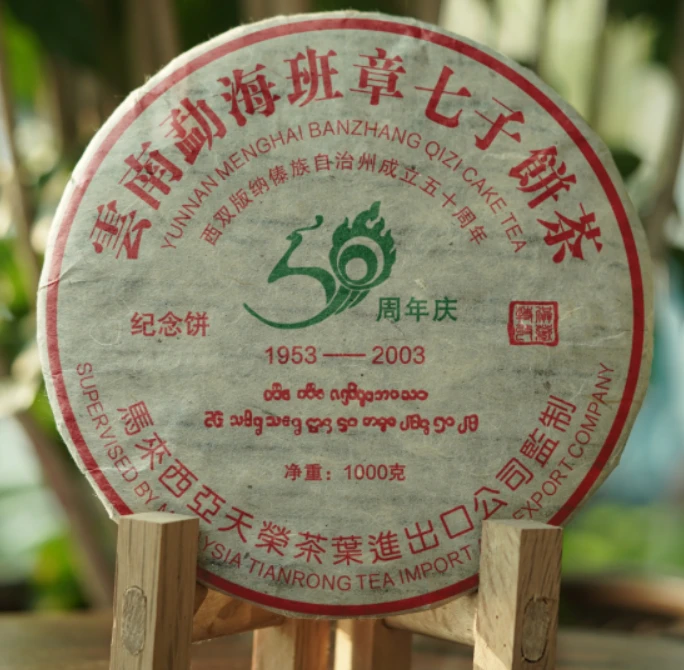 雲南勐海班章七子餅茶
YUNNAN MENGHAI BANZHANG QIZI CAKE TEA
西双版纳傣族自治州成立五十周年
50
周年庆
纪念饼
1953 — 2003
净重：1000克
馬來西亞天榮茶葉進出口公司監制
SUPERVISED BY MALAYSIA TIANRONG TEA IMPORT EXPORT.COMPANY